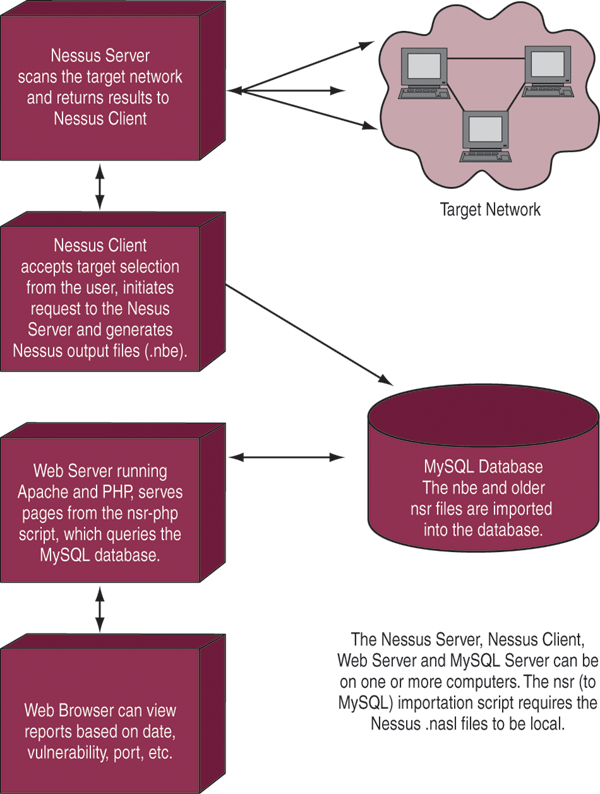 Nessus Server
scans the target network
and returns results to
Nessus Client
Target Network
Nessus Client
accepts target selection
from the user, initiates
request to the Nesus
Server and generates
Nessus output files (.nbe).
MySQL Database
The nbe and older
nsr files are imported
into the database.
Web Server running
Apache and PHP, serves
pages from the nsr-php
script, which queries the
MySQL database.
Web Browser can view
reports based on date,
vulnerability, port, etc.
The Nessus Server, Nessus Client,
Web Server and MySQL Server can be
on one or more computers. The nsr (to
MySQL) importation script requires the
Nessus .nasl files to be local.